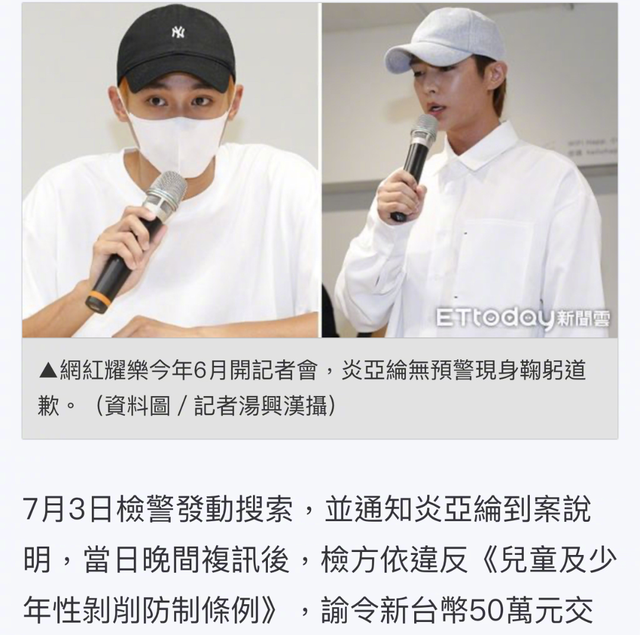 NY
ETtoday新聞雲
▲網紅耀樂今年6月開記者會，炎亞綸無預警現身鞠躬道
歉。（資料圖／記者湯興漢攝）
7月3日檢警發動搜索，並通知炎亞綸到案說
明，當日晚間複訊後，檢方依違反《兒童及少
年性剝削防制條例》，諭令新台幣50萬元交